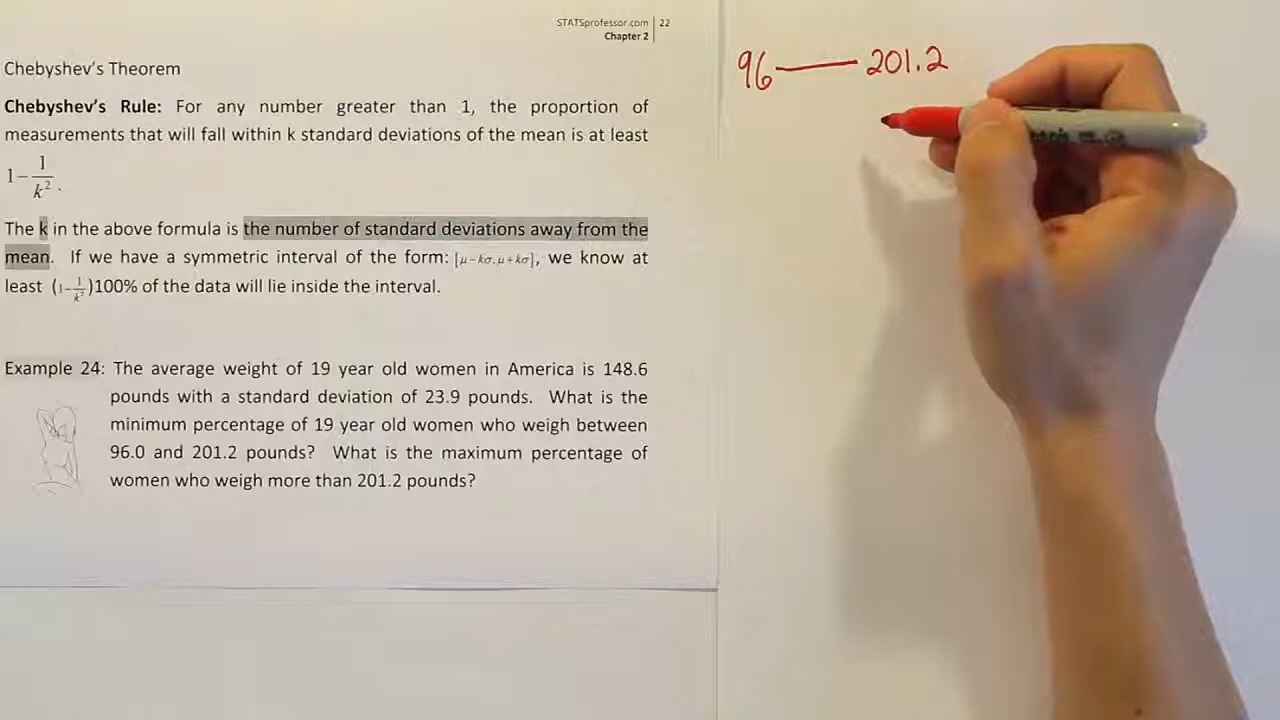 STATSprofessor.com | 22
Chapter 2
96 — 201.2
Chebyshev's Theorem
Chebyshev's Rule: For any number greater than 1, the proportion of
measurements that will fall within k standard deviations of the mean is at least
1 - 1/k².
The k in the above formula is the number of standard deviations away from the
mean. If we have a symmetric interval of the form: [μ-kσ, μ+kσ], we know at
least (1-1/k²)100% of the data will lie inside the interval.
Example 24: The average weight of 19 year old women in America is 148.6
pounds with a standard deviation of 23.9 pounds. What is the
minimum percentage of 19 year old women who weigh between
96.0 and 201.2 pounds? What is the maximum percentage of
women who weigh more than 201.2 pounds?